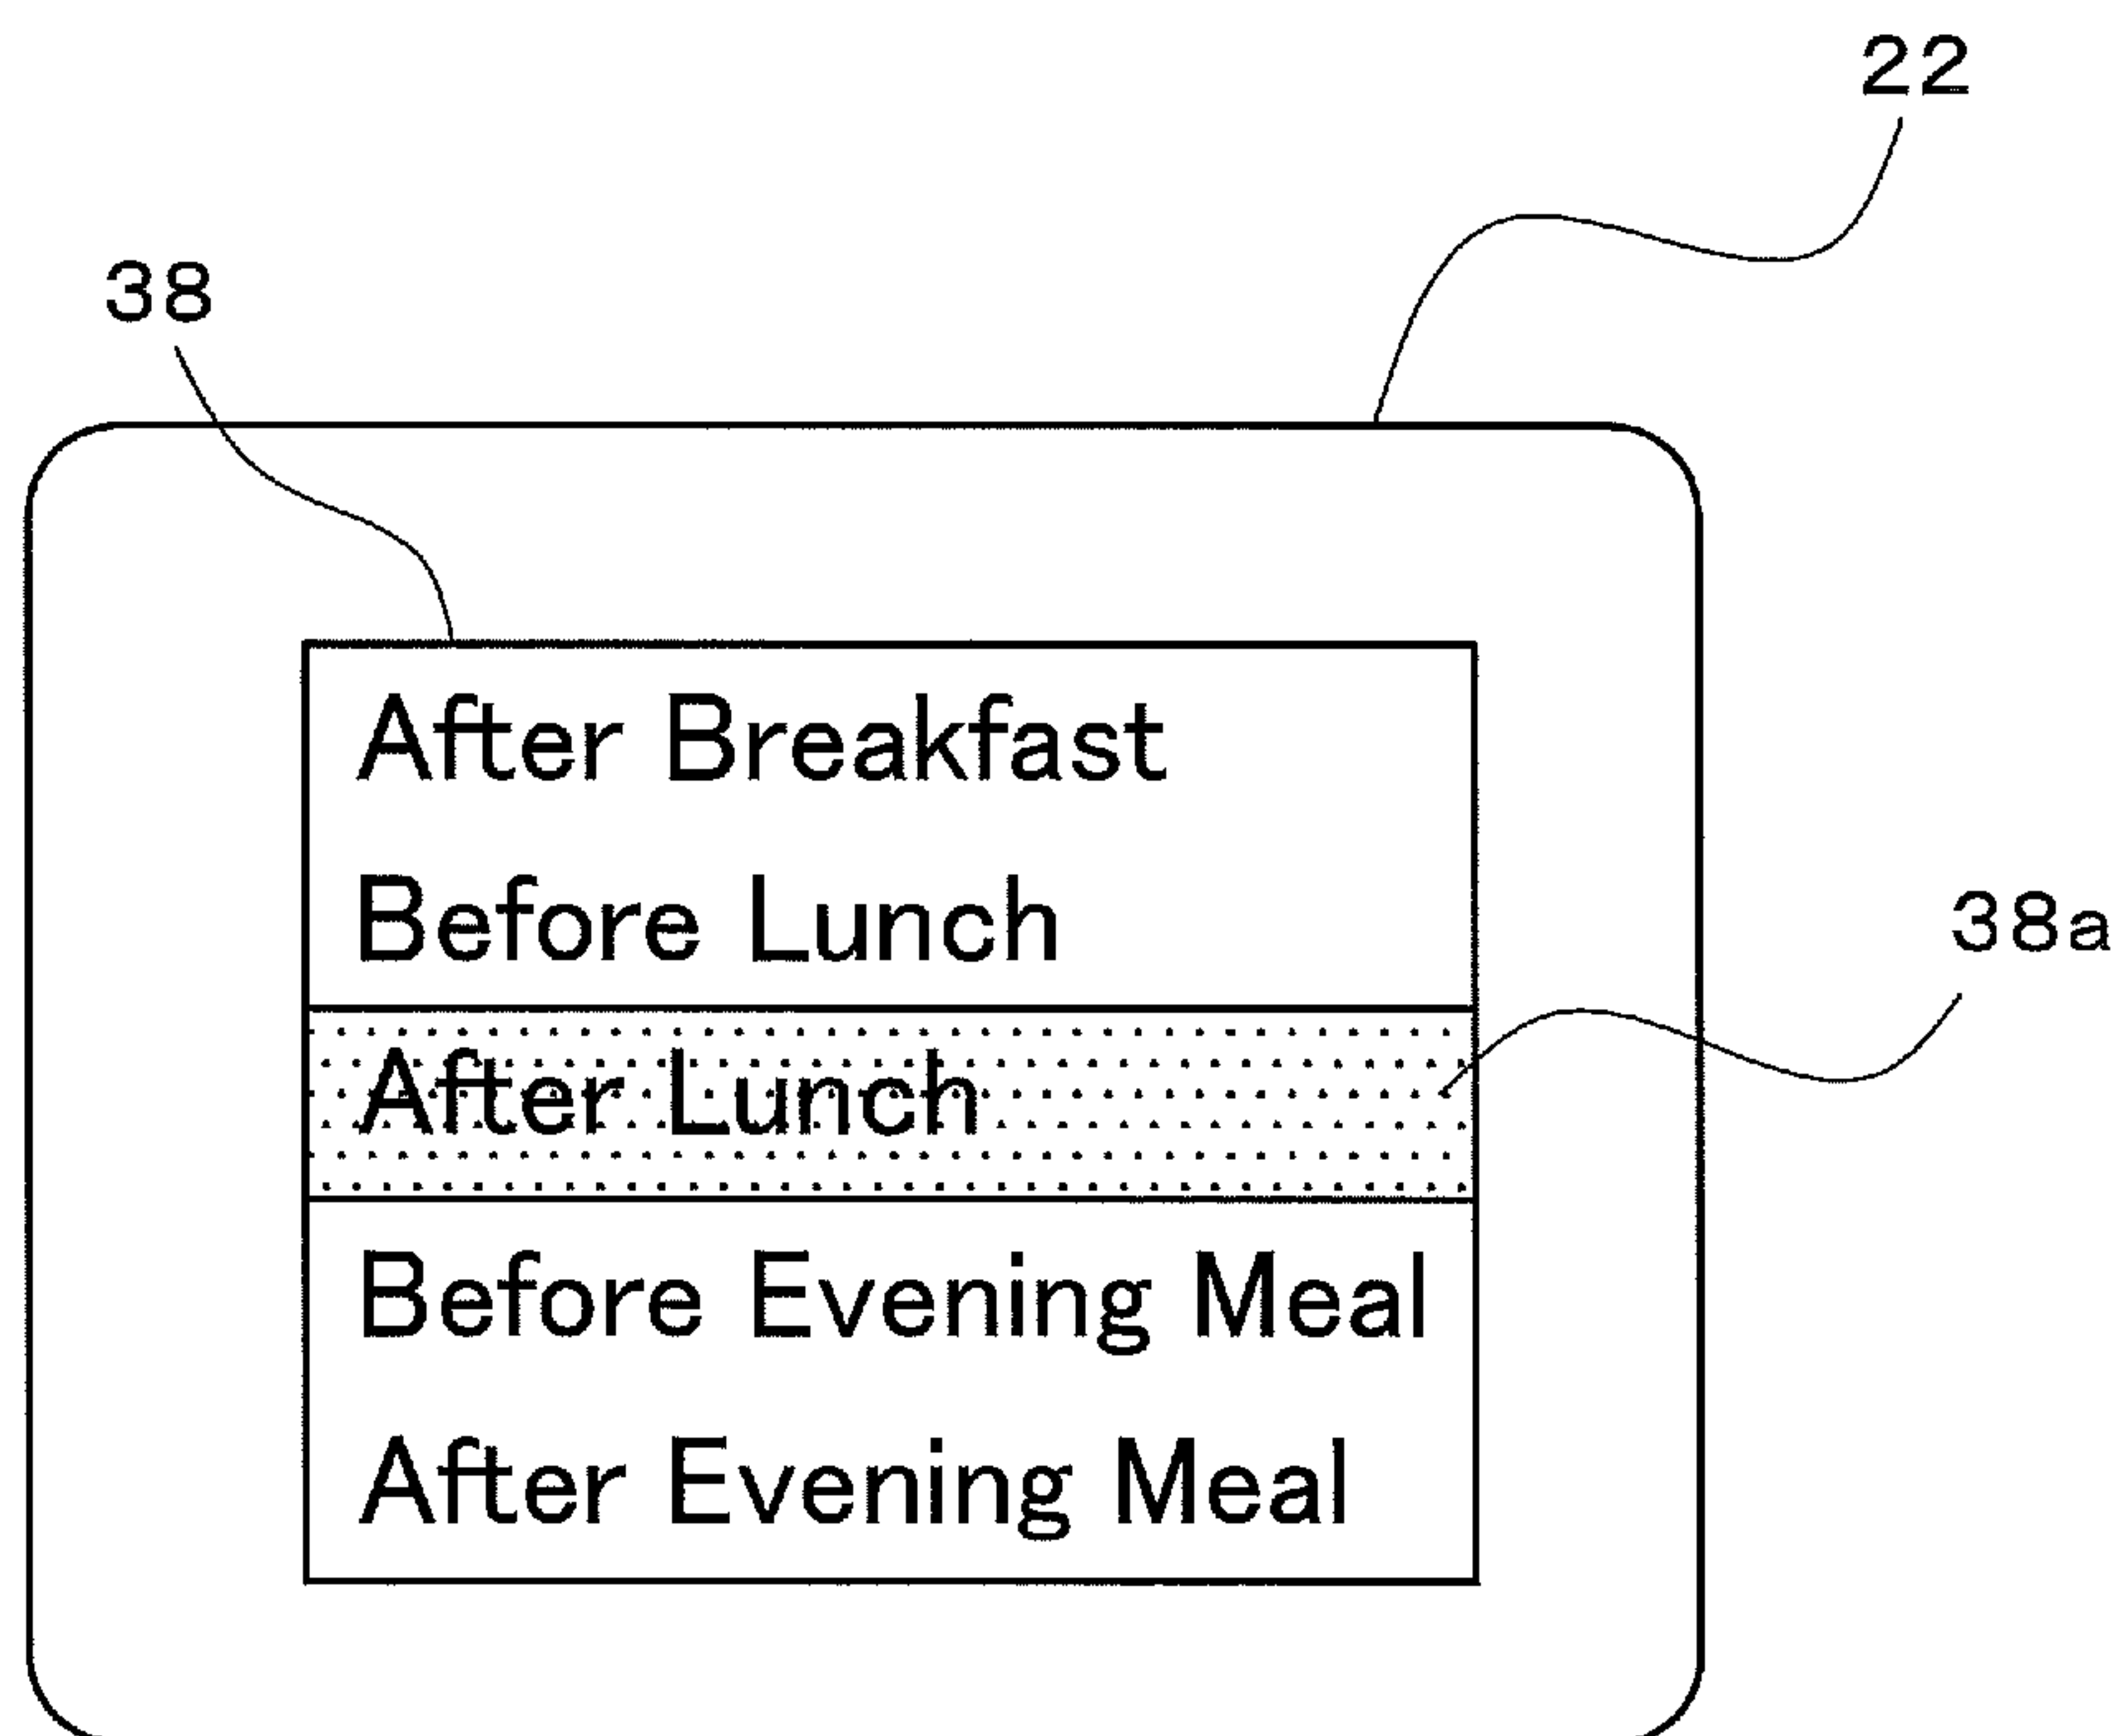 22
38
After Breakfast
Before Lunch
38a
After Lunch
Before Evening Meal
After Evening Meal